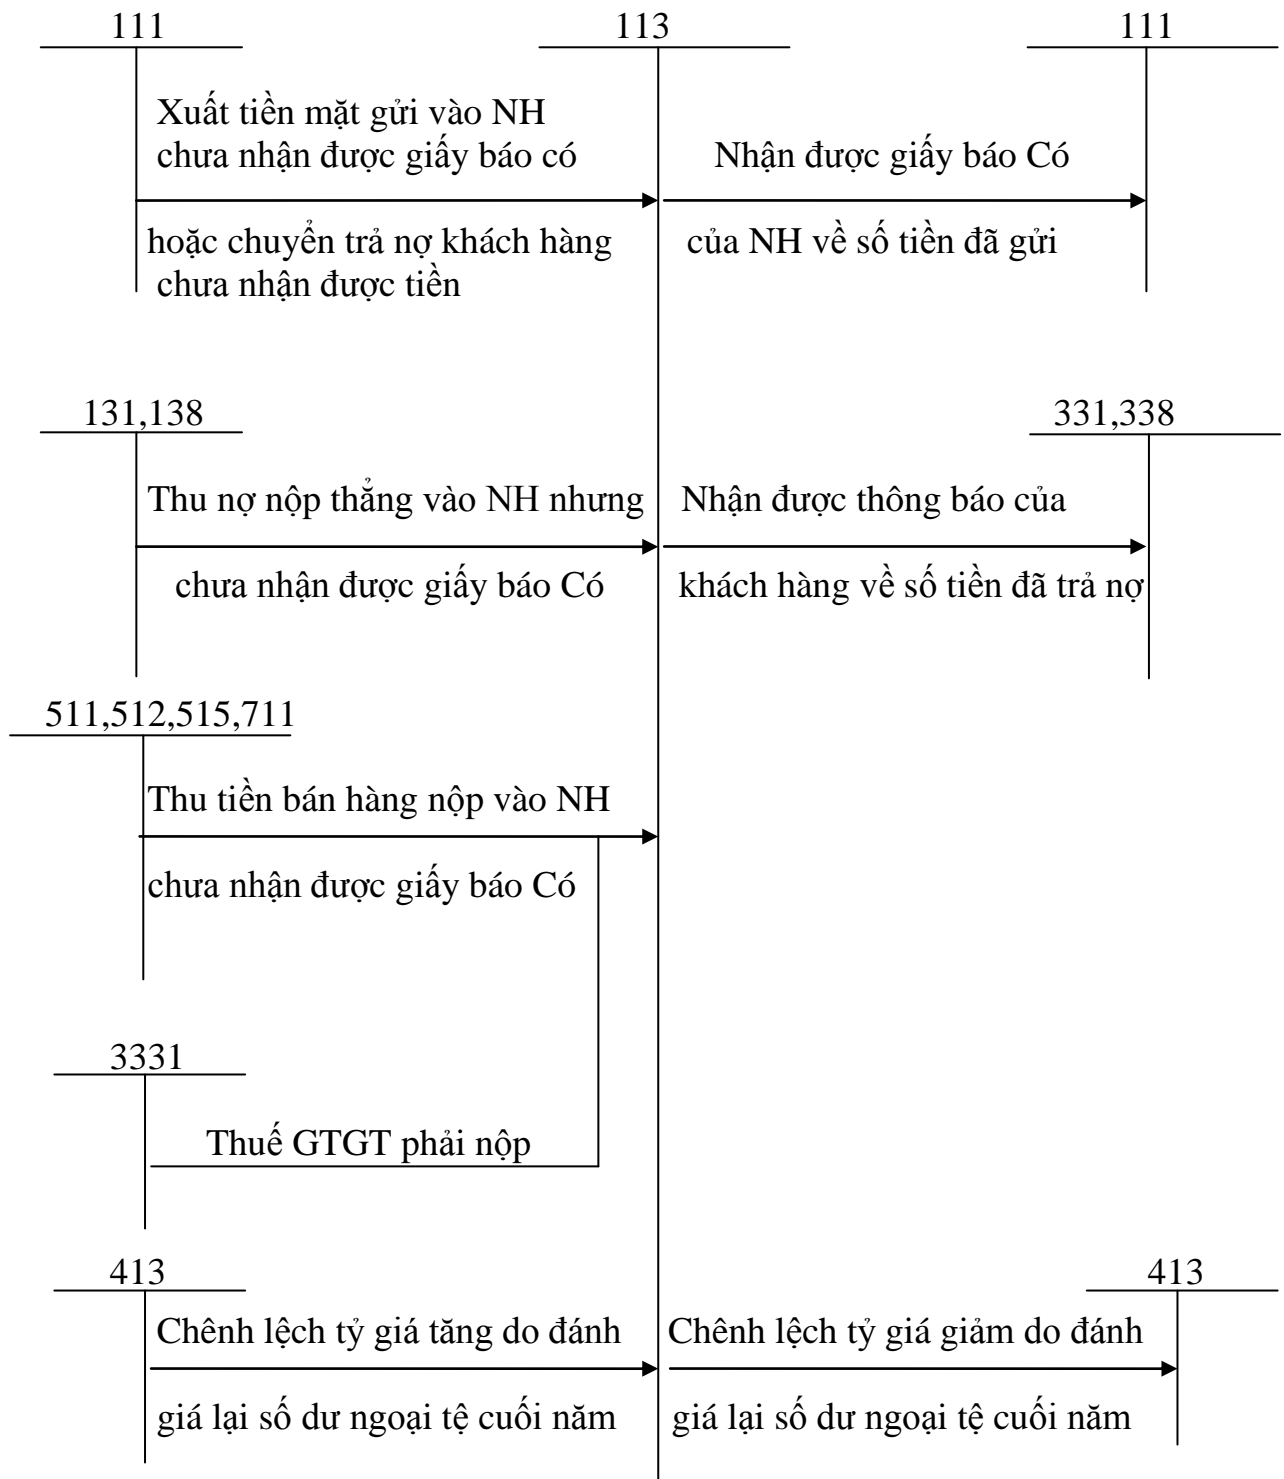 111
113
111
Xuất tiền mặt gửi vào NH
chưa nhận được giấy báo có
Nhận được giấy báo Có
hoặc chuyển trả nợ khách hàng
chưa nhận được tiền
của NH về số tiền đã gửi
131,138
331,338
Thu nợ nộp thẳng vào NH nhưng
chưa nhận được giấy báo Có
Nhận được thông báo của
khách hàng về số tiền đã trả nợ
511,512,515,711
Thu tiền bán hàng nộp vào NH
chưa nhận được giấy báo Có
3331
Thuế GTGT phải nộp
413
413
Chênh lệch tỷ giá tăng do đánh
giá lại số dư ngoại tệ cuối năm
Chênh lệch tỷ giá giảm do đánh
giá lại số dư ngoại tệ cuối năm